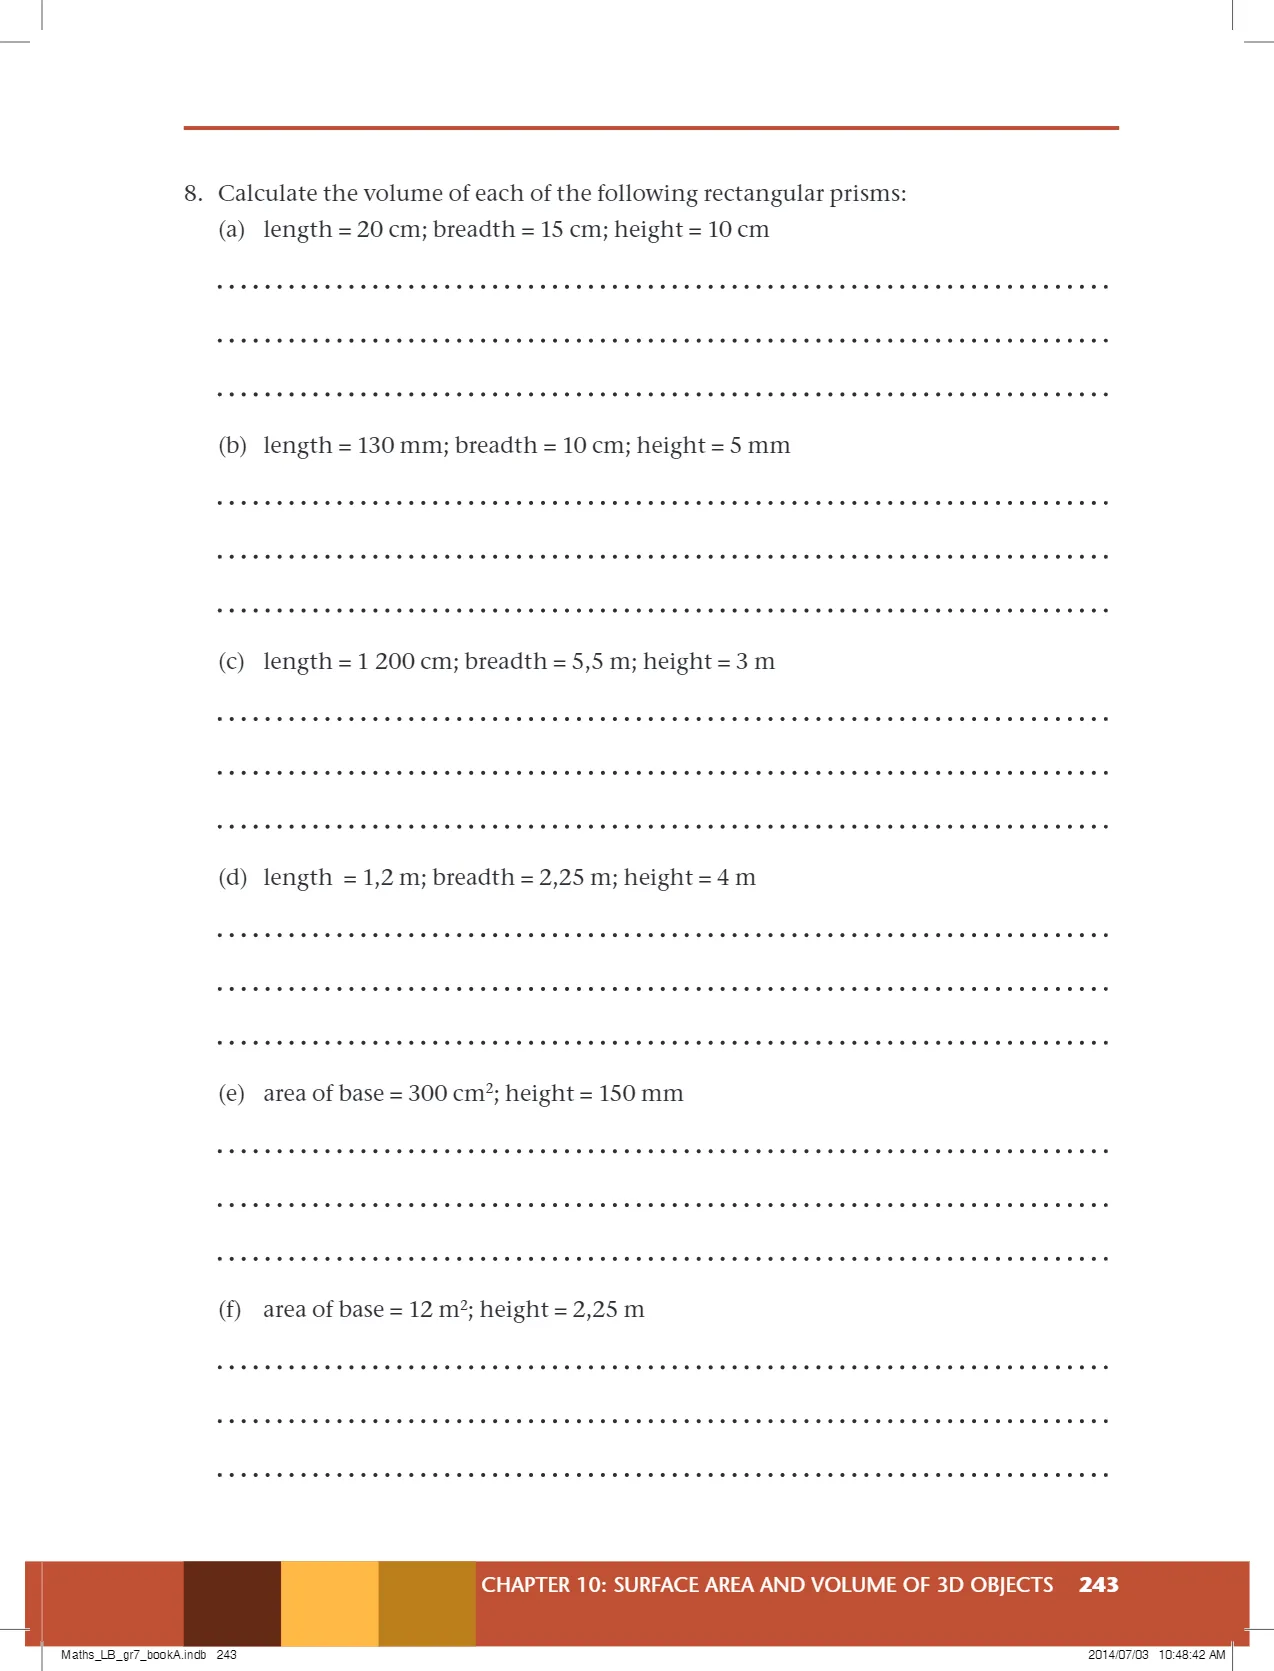 8. Calculate the volume of each of the following rectangular prisms:
(a) length = 20 cm; breadth = 15 cm; height = 10 cm
(b) length = 130 mm; breadth = 10 cm; height = 5 mm
(c) length = 1 200 cm; breadth = 5,5 m; height = 3 m
(d) length = 1,2 m; breadth = 2,25 m; height = 4 m
(e) area of base = 300 cm²; height = 150 mm
(f) area of base = 12 m²; height = 2,25 m
CHAPTER 10: SURFACE AREA AND VOLUME OF 3D OBJECTS 243
Maths_LB_gr7_bookA.indb 243 2014/07/03 10:48:42 AM